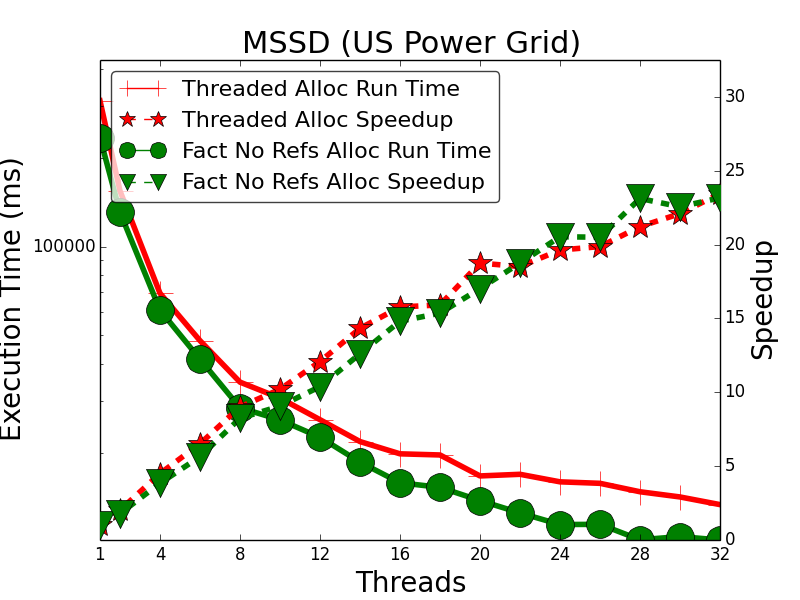 MSSD (US Power Grid)
Threaded Alloc Run Time
Threaded Alloc Speedup
Fact No Refs Alloc Run Time
Fact No Refs Alloc Speedup
Execution Time (ms)
100000
Speedup
30
25
20
15
10
5
0
1 4 8 12 16 20 24 28 32
Threads